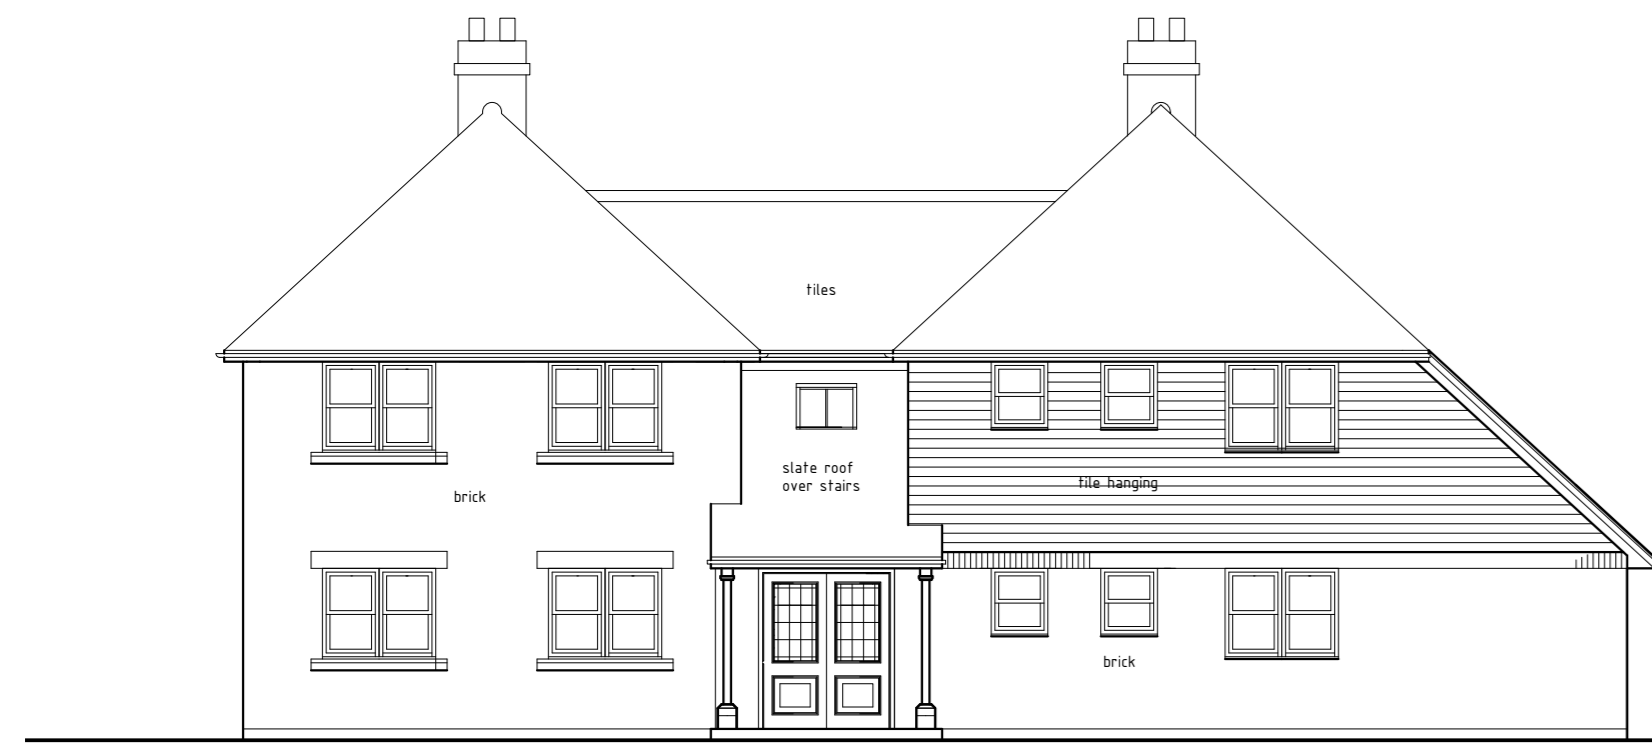 tiles
slate roof
over stairs
tile hanging
brick
brick